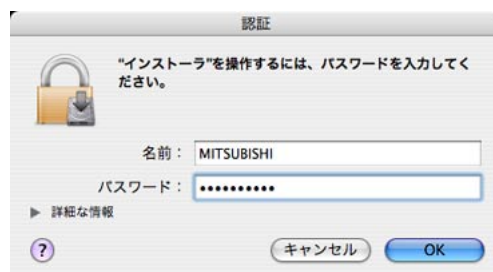 認証
"インストーラ"を操作するには、パスワードを入力してく
ださい。
名前： MITSUBISHI
パスワード： ••••••••••
▶ 詳細な情報
? キャンセル OK